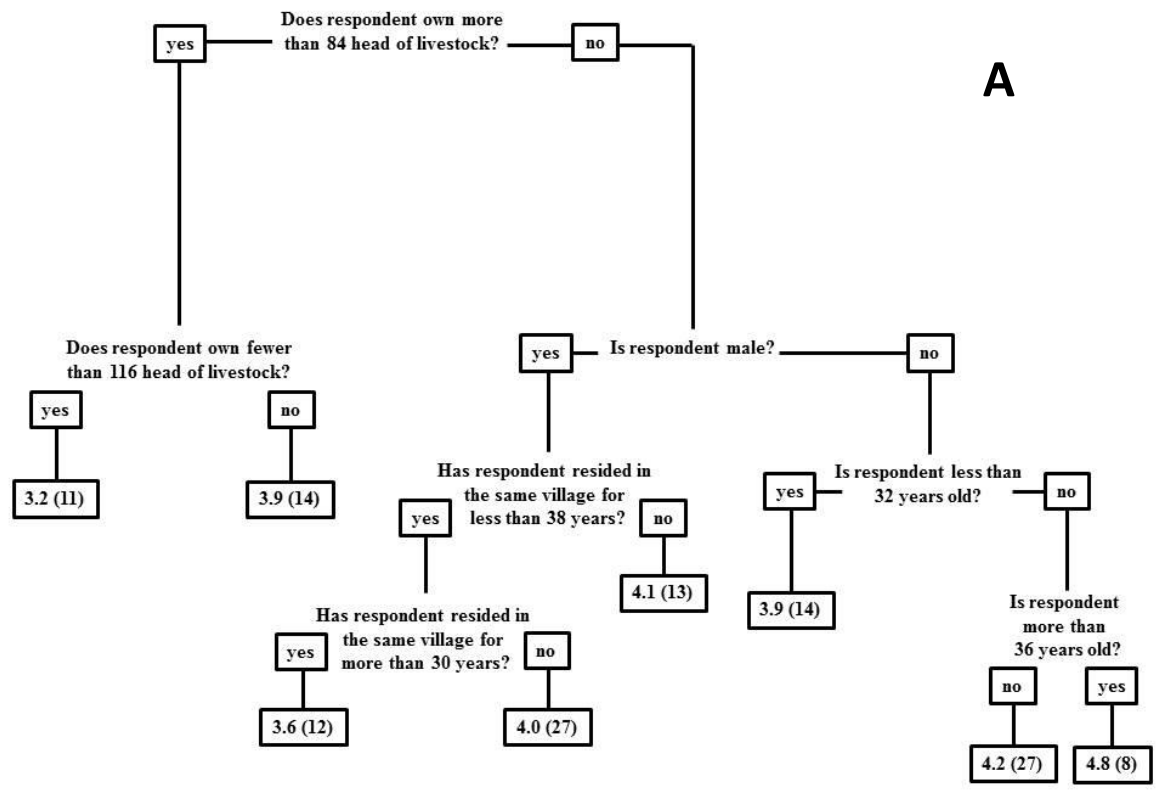 Does respondent own more
than 84 head of livestock?
yes
no
A
Does respondent own fewer
than 116 head of livestock?
yes
no
3.2 (11)
3.9 (14)
yes
Is respondent male?
no
Has respondent resided in
the same village for
less than 38 years?
yes
no
4.1 (13)
Is respondent less than
32 years old?
yes
no
3.9 (14)
Has respondent resided in
the same village for
more than 30 years?
yes
no
3.6 (12)
4.0 (27)
Is respondent
more than
36 years old?
no
yes
4.2 (27)
4.8 (8)